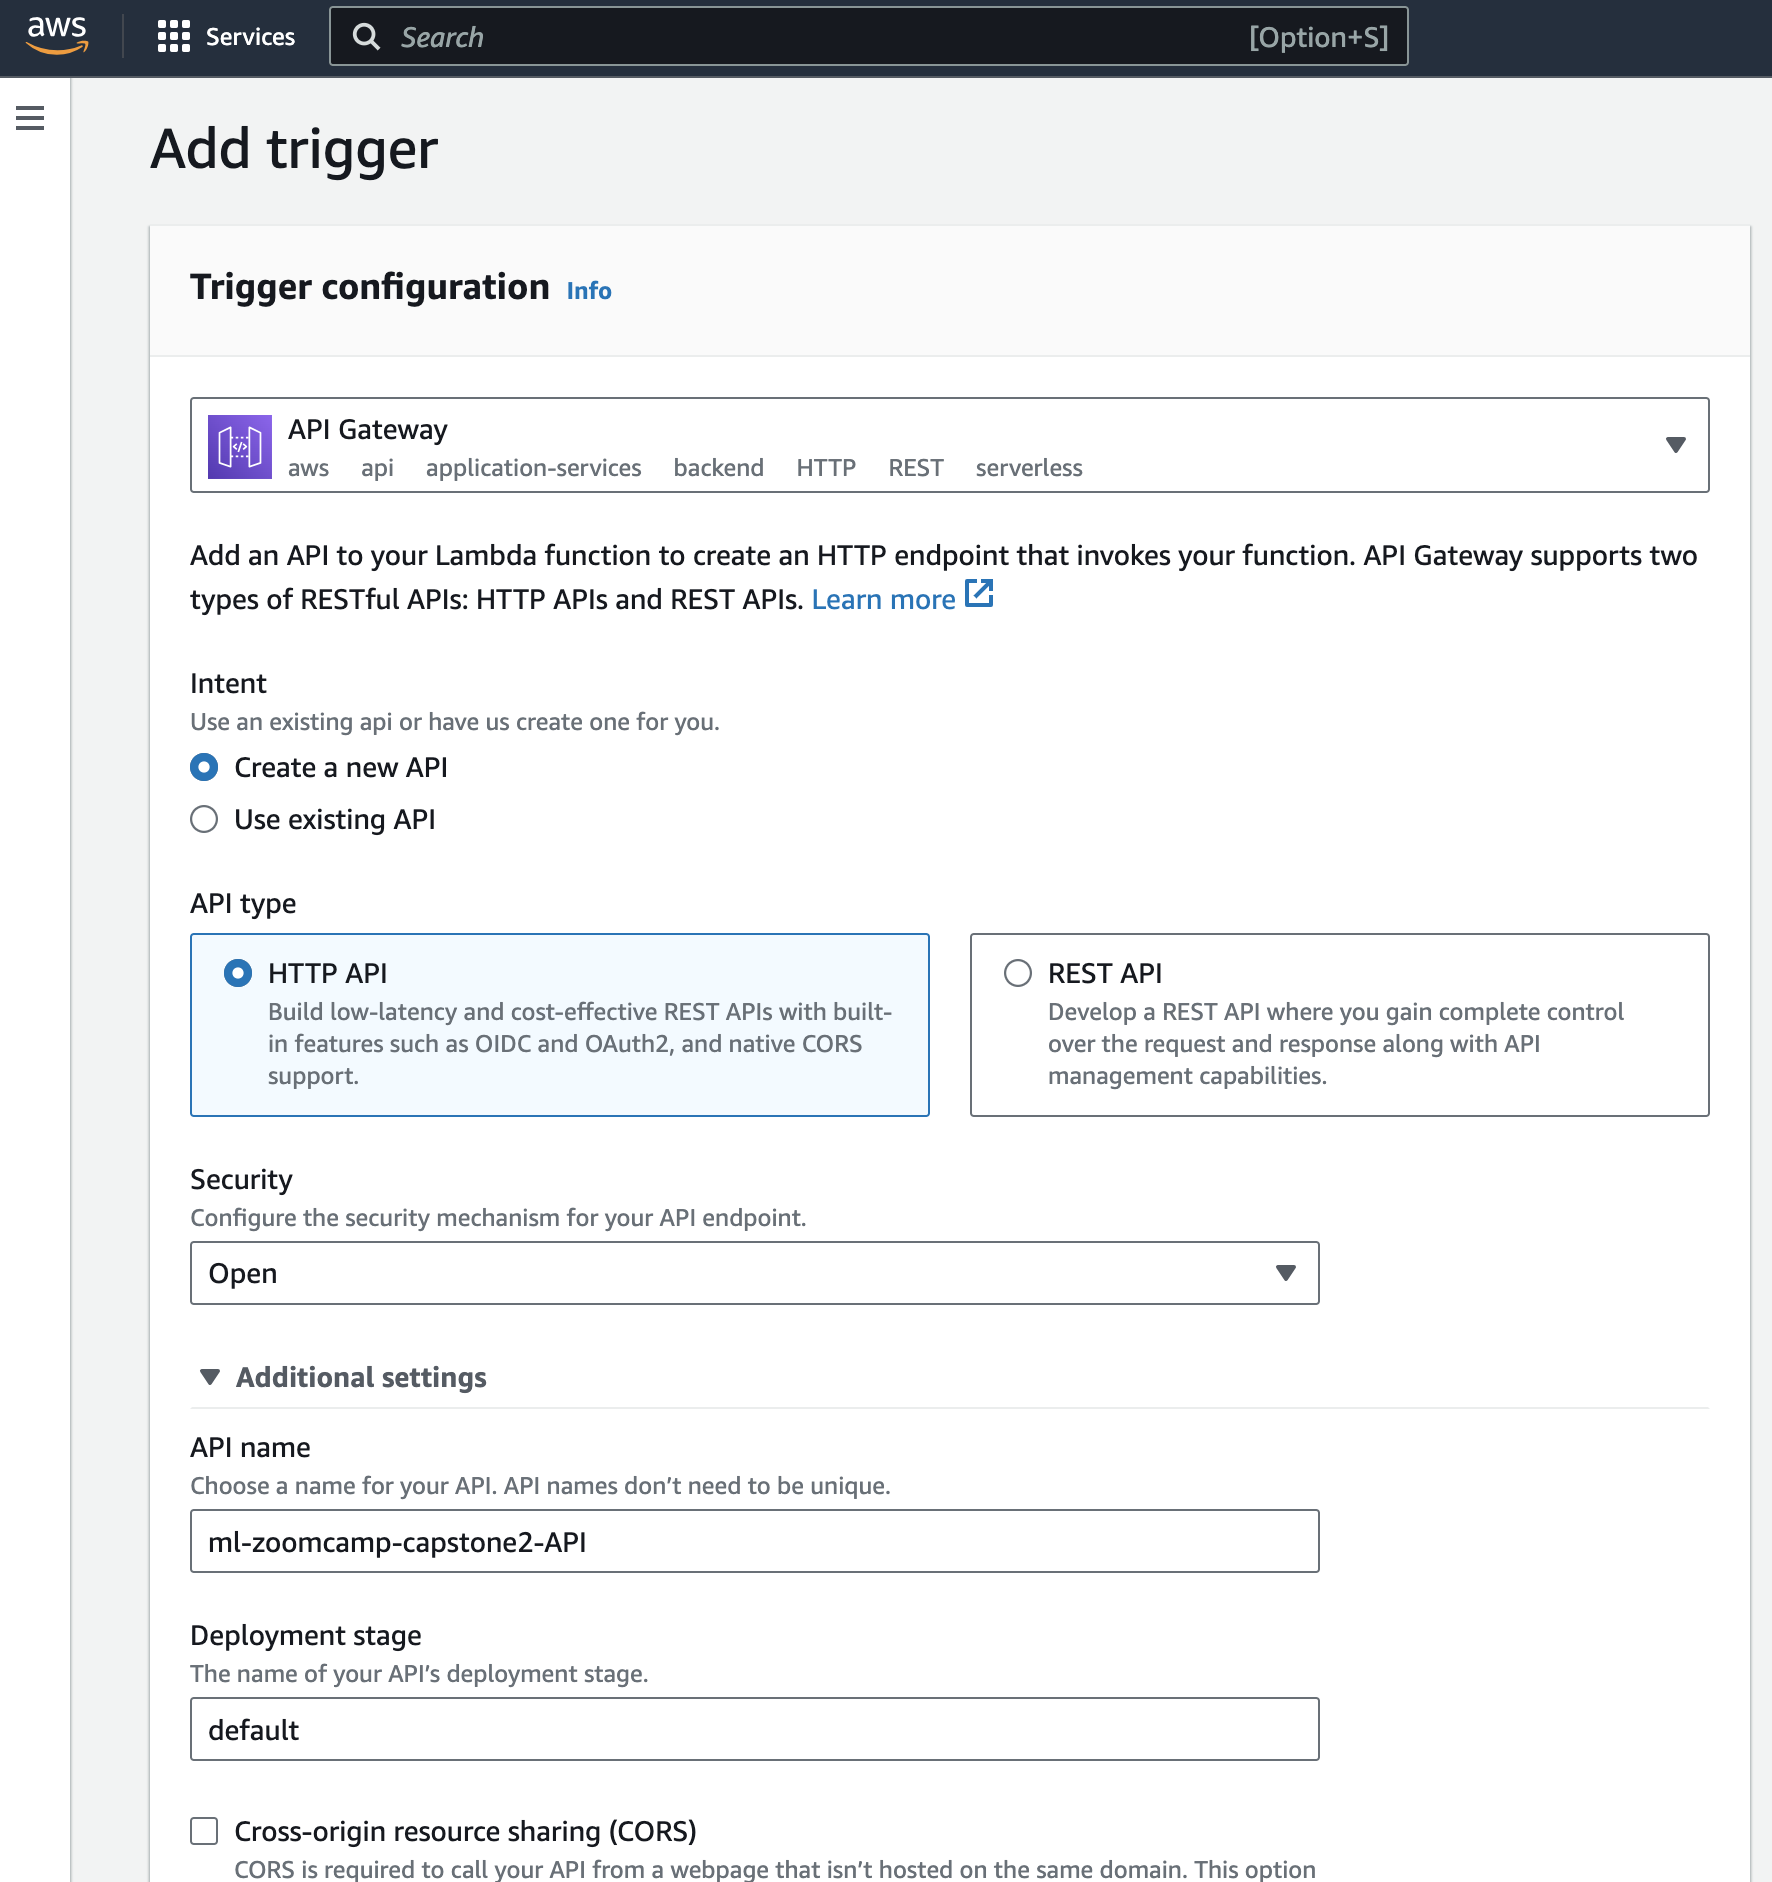 aws Services Search [Option+S]
Add trigger
Trigger configuration Info
API Gateway
aws api application-services backend HTTP REST serverless
Add an API to your Lambda function to create an HTTP endpoint that invokes your function. API Gateway supports two
types of RESTful APIs: HTTP APIs and REST APIs. Learn more
Intent
Use an existing api or have us create one for you.
Create a new API
Use existing API
API type
HTTP API
Build low-latency and cost-effective REST APIs with built-
in features such as OIDC and OAuth2, and native CORS
support.
REST API
Develop a REST API where you gain complete control
over the request and response along with API
management capabilities.
Security
Configure the security mechanism for your API endpoint.
Open
Additional settings
API name
Choose a name for your API. API names don’t need to be unique.
ml-zoomcamp-capstone2-API
Deployment stage
The name of your API’s deployment stage.
default
Cross-origin resource sharing (CORS)
CORS is required to call your API from a webpage that isn’t hosted on the same domain. This option